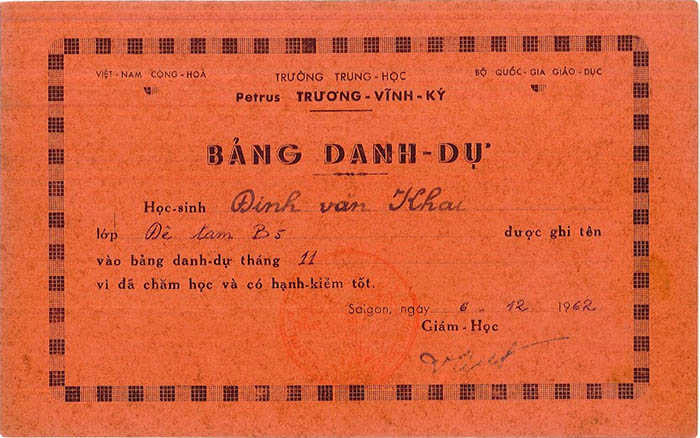 VIỆT-NAM CỘNG-HOÀ
TRƯỜNG TRUNG-HỌC
BỘ QUỐC-GIA GIÁO-DỤC
Petrus TRƯƠNG-VĨNH-KÝ
BẢNG DANH-DỰ
Học-sinh Đinh văn Khai
lớp Đệ tam B5 được ghi tên
vào bảng danh-dự tháng 11
vì đã chăm học và có hạnh-kiểm tốt.
Saigon, ngày 6 - 12 1962
Giám-Học